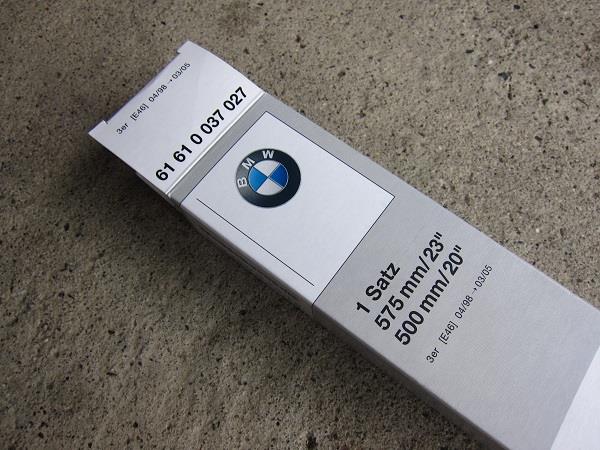 3er [E46] 04/98 → 03/05
61 61 0 037 027
BMW
1 Satz
575 mm/23"
500 mm/20"
3er [E46] 04/98 → 03/05